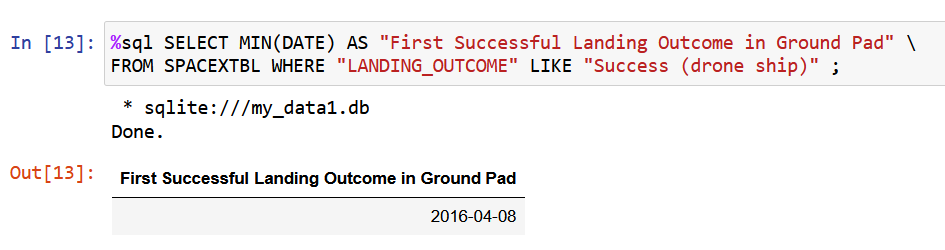 In [13]: %sql SELECT MIN(DATE) AS "First Successful Landing Outcome in Ground Pad" \
FROM SPACEXTBL WHERE "LANDING_OUTCOME" LIKE "Success (drone ship)" ;
* sqlite:///my_data1.db
Done.
Out[13]: First Successful Landing Outcome in Ground Pad
2016-04-08